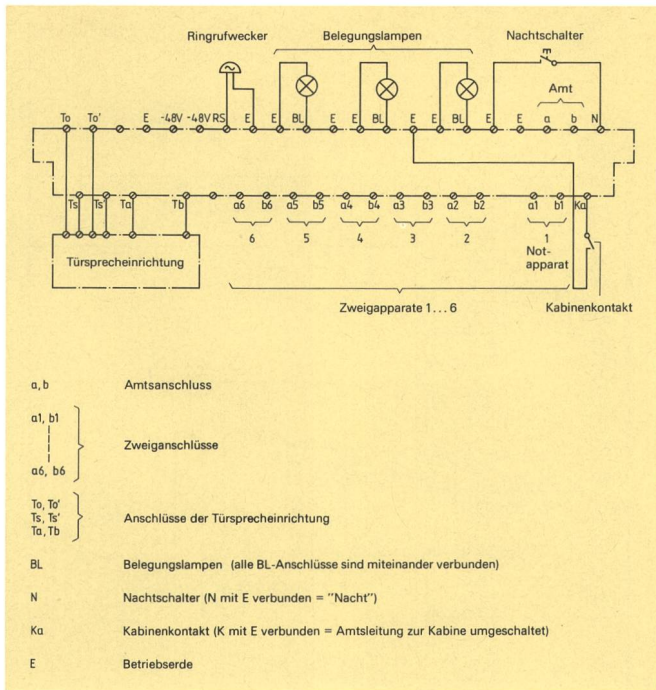 Ringrufwecker Belegungslampen Nachtschalter
Amt
To To' E -48V -48V RS E E BL E E BL E E BL E E a b N
Ts Ts' Ta Tb a6 b6 a5 b5 a4 b4 a3 b3 a2 b2 a1 b1 Ka
6 5 4 3 2 1
Türsprecheinrichtung
Not-
apparat
Zweigapparate 1...6
Kabinenkontakt
a, b Amtsanschluss
a1, b1
Zweiganschlüsse
a6, b6
To, To'
Ts, Ts' Anschlüsse der Türsprecheinrichtung
Ta, Tb
BL Belegungslampen (alle BL-Anschlüsse sind miteinander verbunden)
N Nachtschalter (N mit E verbunden = "Nacht")
Ka Kabinenkontakt (K mit E verbunden = Amtsleitung zur Kabine umgeschaltet)
E Betriebserde